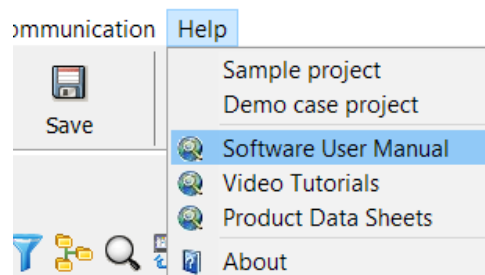 ommunication Help
Save
Sample project
Demo case project
Software User Manual
Video Tutorials
Product Data Sheets
About